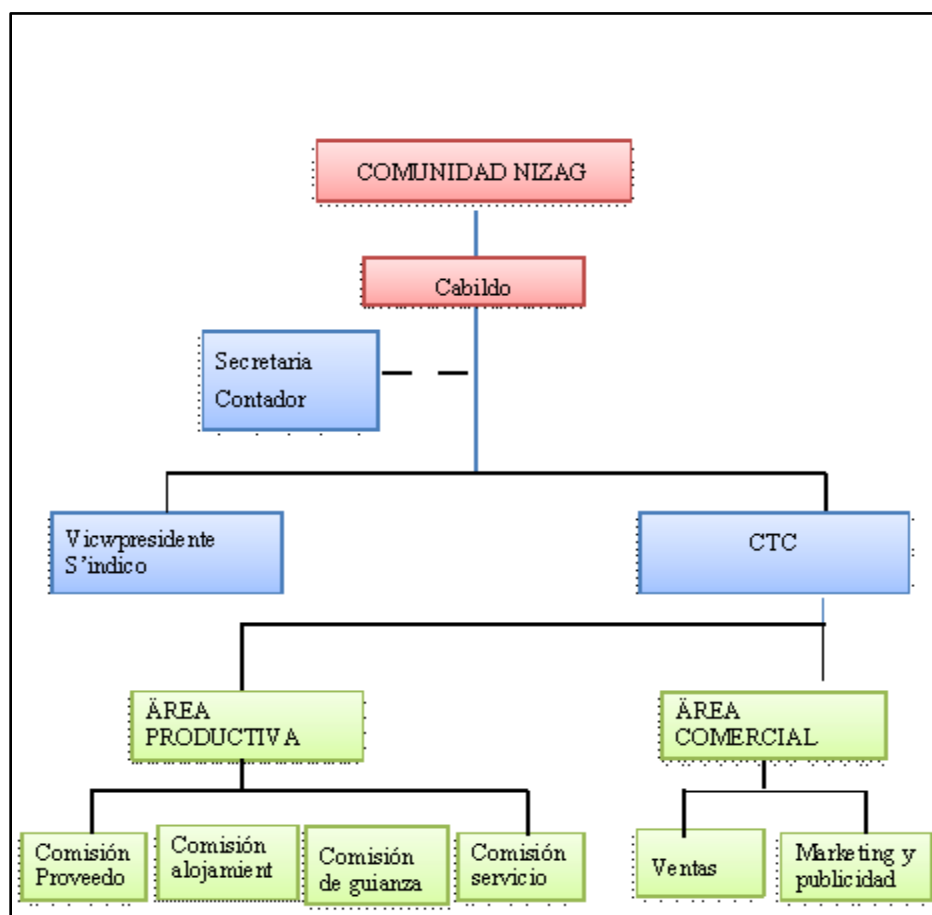 COMUNIDAD NIZAG
Cabildo
Secretaria
Contador
Vicwpresidente
S’indico
CTC
ÄREA
PRODUCTIVA
ÄREA
COMERCIAL
Comisión
Proveedo
Comisión
alojamient
Comisión
de guianza
Comisión
servicio
Ventas
Marketing y
publicidad